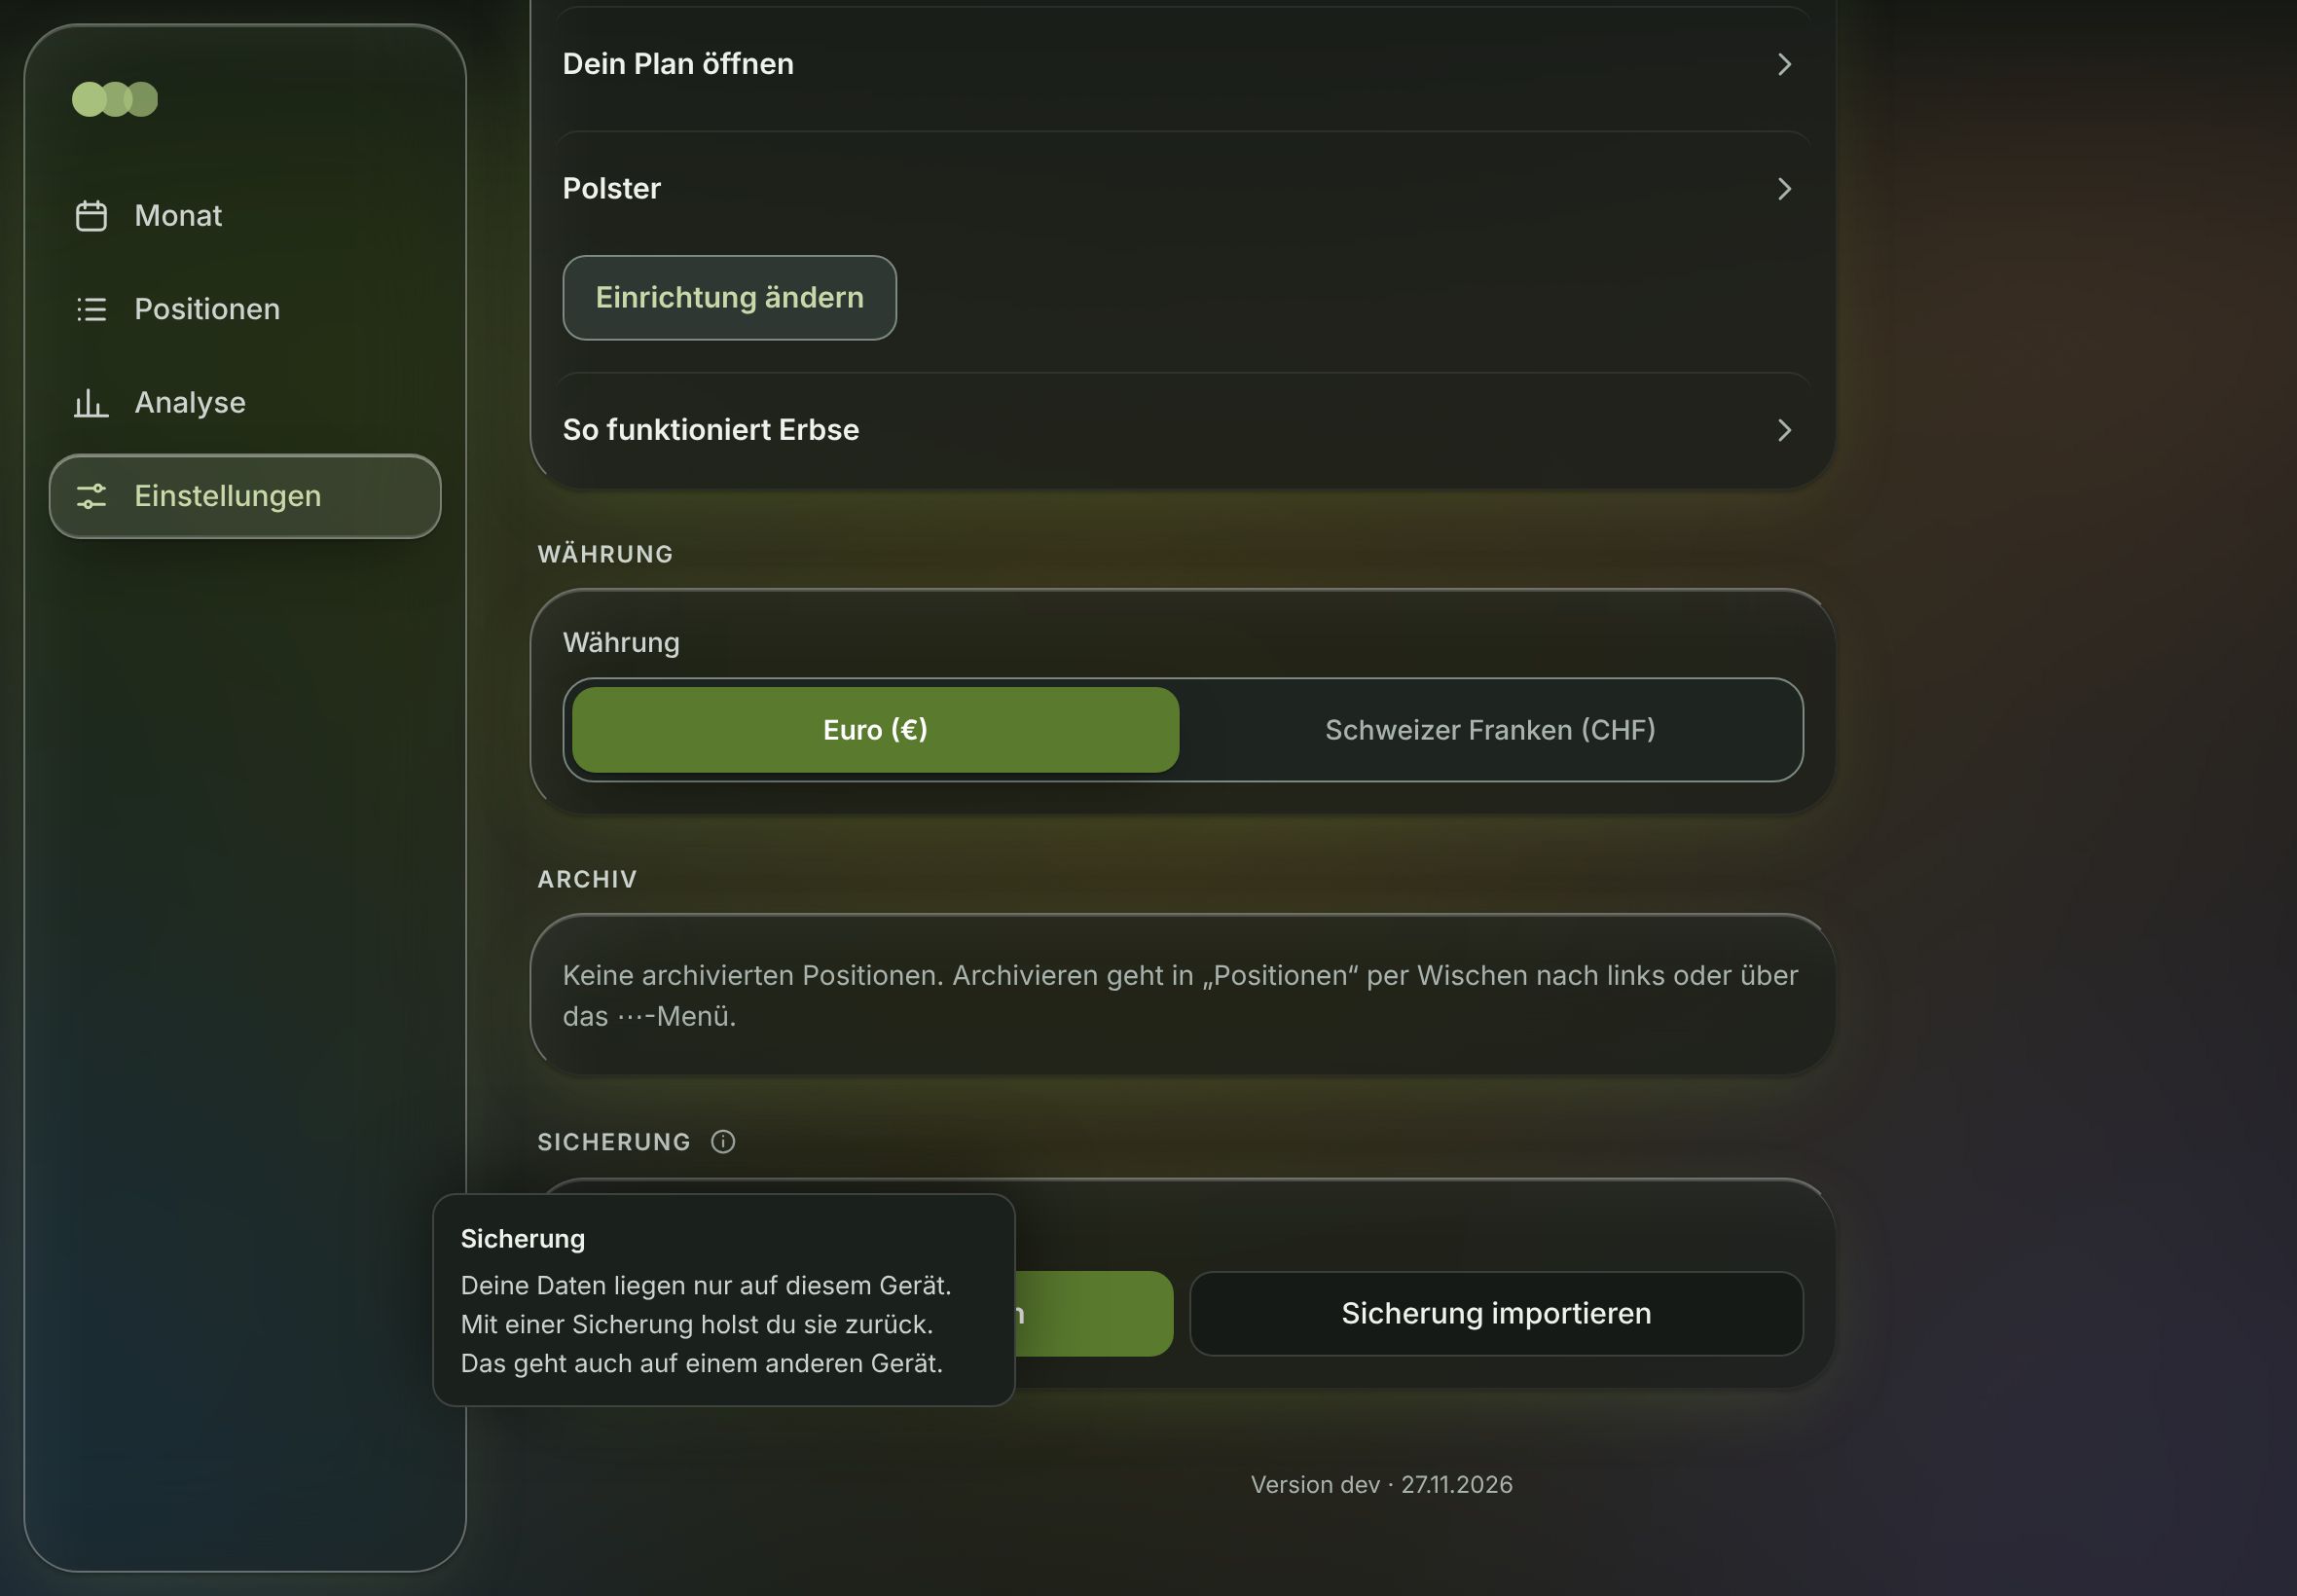 Monat
Positionen
Analyse
Einstellungen
Dein Plan öffnen
Polster
Einrichtung ändern
So funktioniert Erbse
WÄHRUNG
Währung
Euro (€)
Schweizer Franken (CHF)
ARCHIV
Keine archivierten Positionen. Archivieren geht in „Positionen“ per Wischen nach links oder über
das ⋯-Menü.
SICHERUNG
Sicherung
Deine Daten liegen nur auf diesem Gerät.
Mit einer Sicherung holst du sie zurück.
Das geht auch auf einem anderen Gerät.
Sicherung importieren
Version dev · 27.11.2026